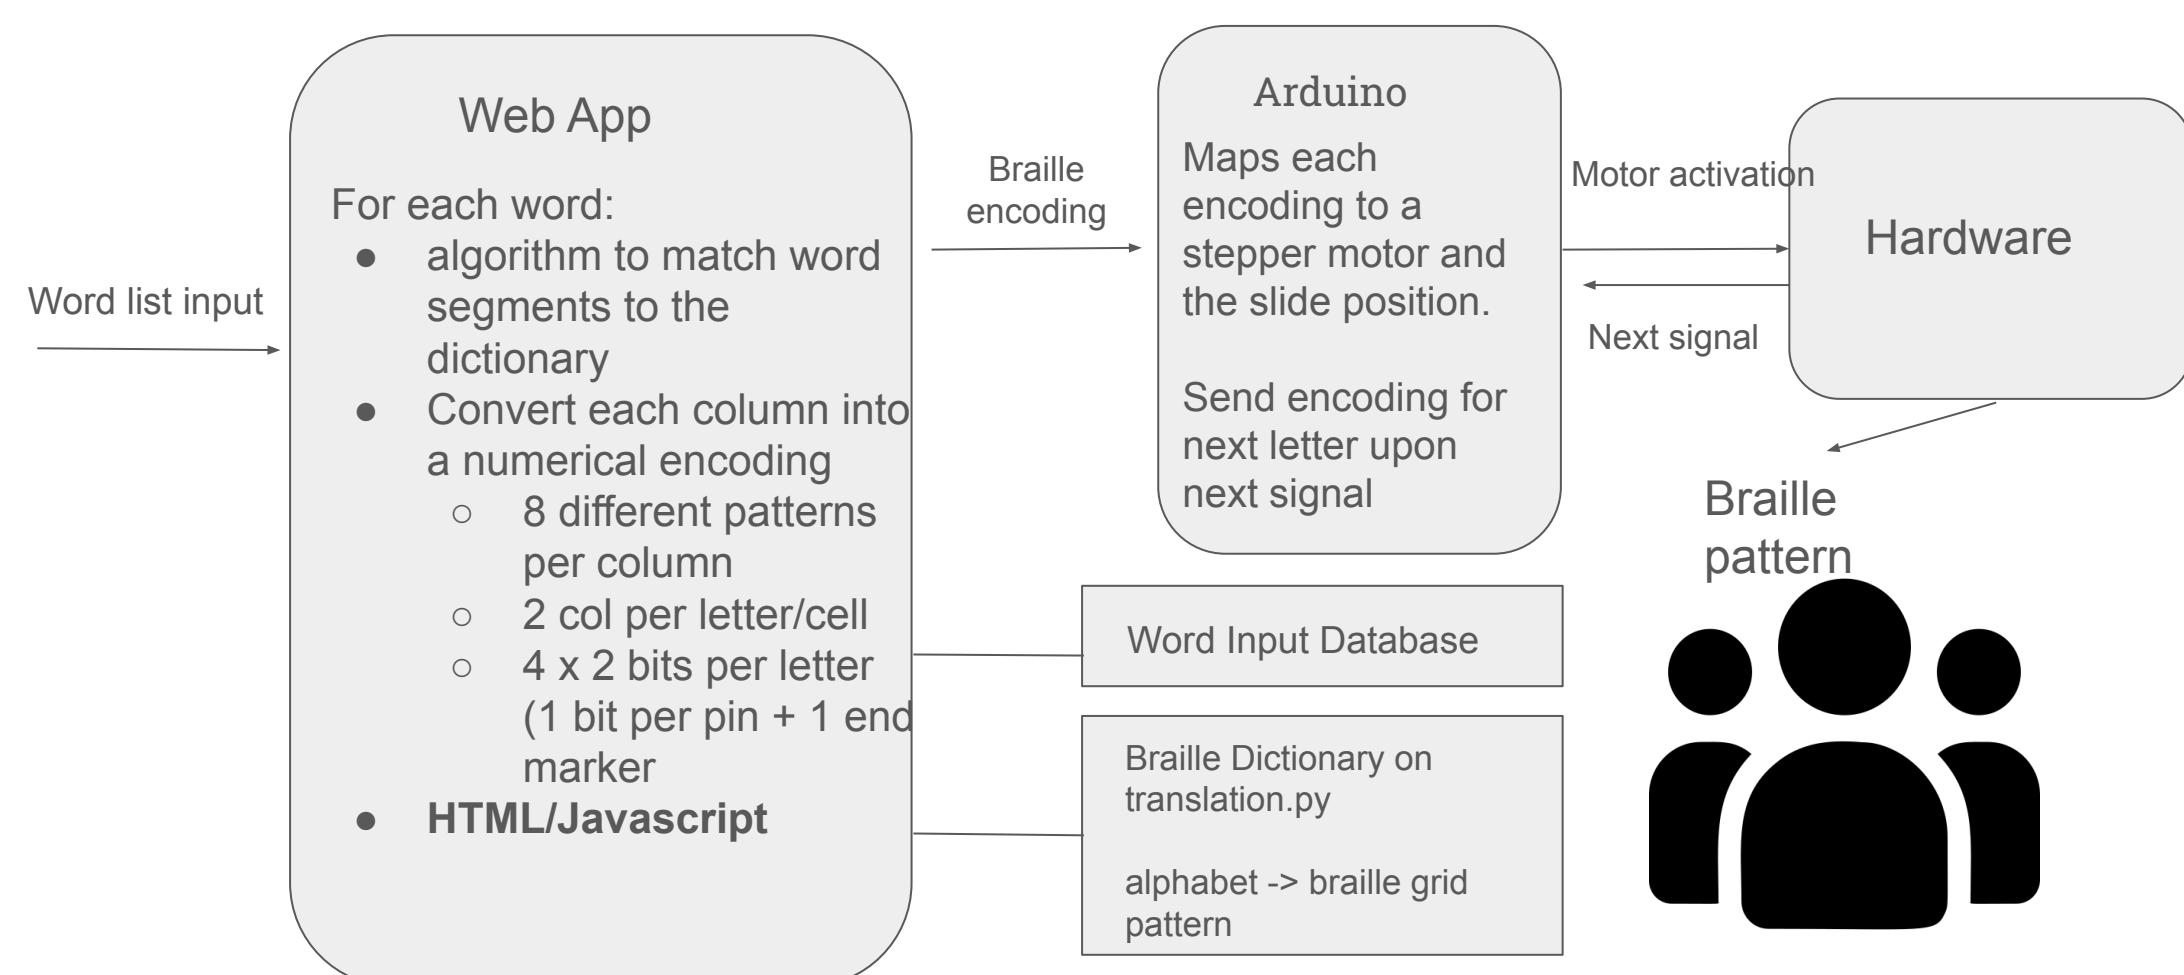 Word list input
Web App
For each word:
● algorithm to match word
segments to the
dictionary
● Convert each column into
a numerical encoding
○ 8 different patterns
per column
○ 2 col per letter/cell
○ 4 x 2 bits per letter
(1 bit per pin + 1 end
marker
● HTML/Javascript
Braille
encoding
Arduino
Maps each
encoding to a
stepper motor and
the slide position.
Send encoding for
next letter upon
next signal
Motor activation
Next signal
Hardware
Braille
pattern
Word Input Database
Braille Dictionary on
translation.py
alphabet -> braille grid
pattern